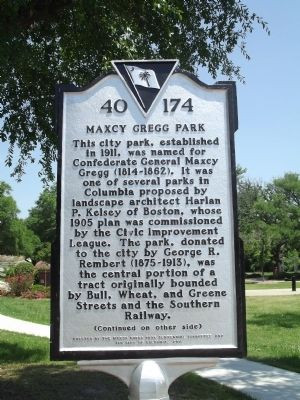 40 174
MAXCY GREGG PARK
This city park, established
in 1911, was named for
Confederate General Maxcy
Gregg (1814-1862). It was
one of several parks in
Columbia proposed by
landscape architect Harlan
P. Kelsey of Boston, whose
1905 plan was commissioned
by the Civic Improvement
League. The park, donated
to the city by George R.
Rembert (1875-1913), was
the central portion of a
tract originally bounded
by Bull, Wheat, and Greene
Streets and the Southern
Railway.
(Continued on other side)